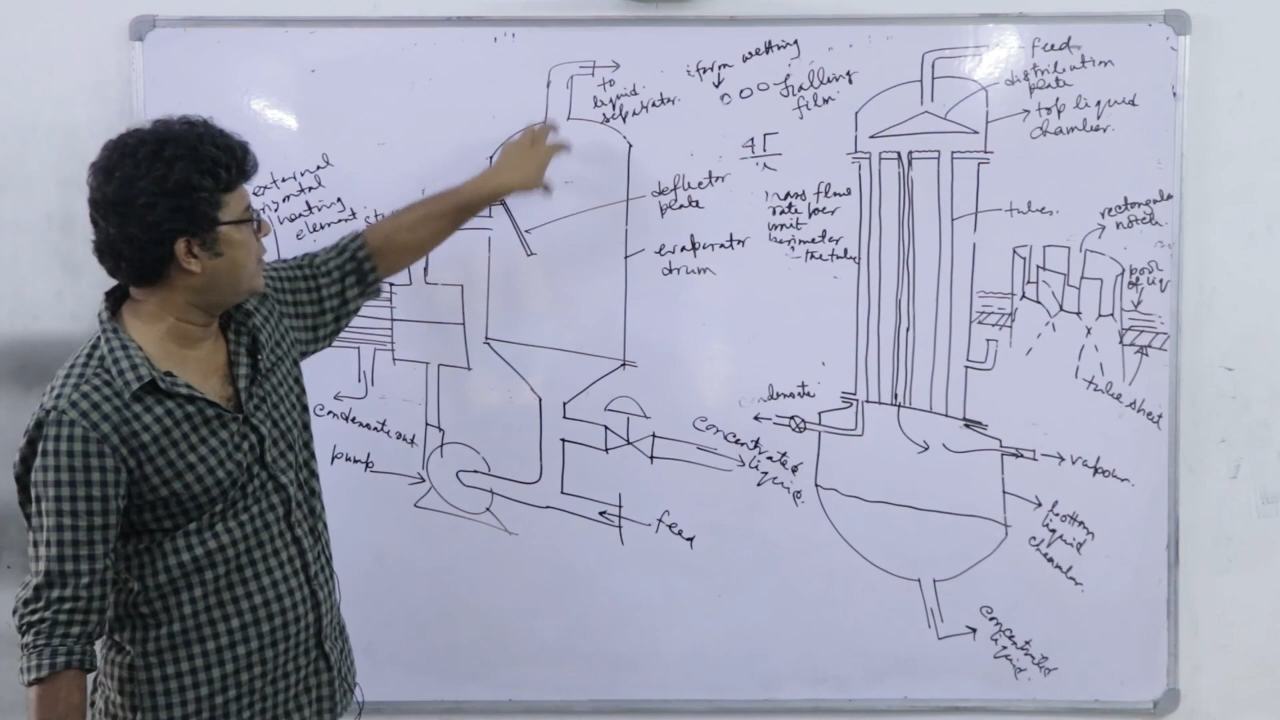 to
liquid
separator.
uniform wetting
falling
film
4Γ
mass flow
rate per
unit
perimeter
the tube
external
horizontal
heating
element
deflector
plate
evaporator
drum
condensate out
pump
feed
concentrated
liquid.
feed
distribution
plate
top liquid
chamber.
tubes
rectangular
notch
pool
of liq
tube sheet
condensate
vapour.
bottom
liquid
chamber.
concentrated
liquid.